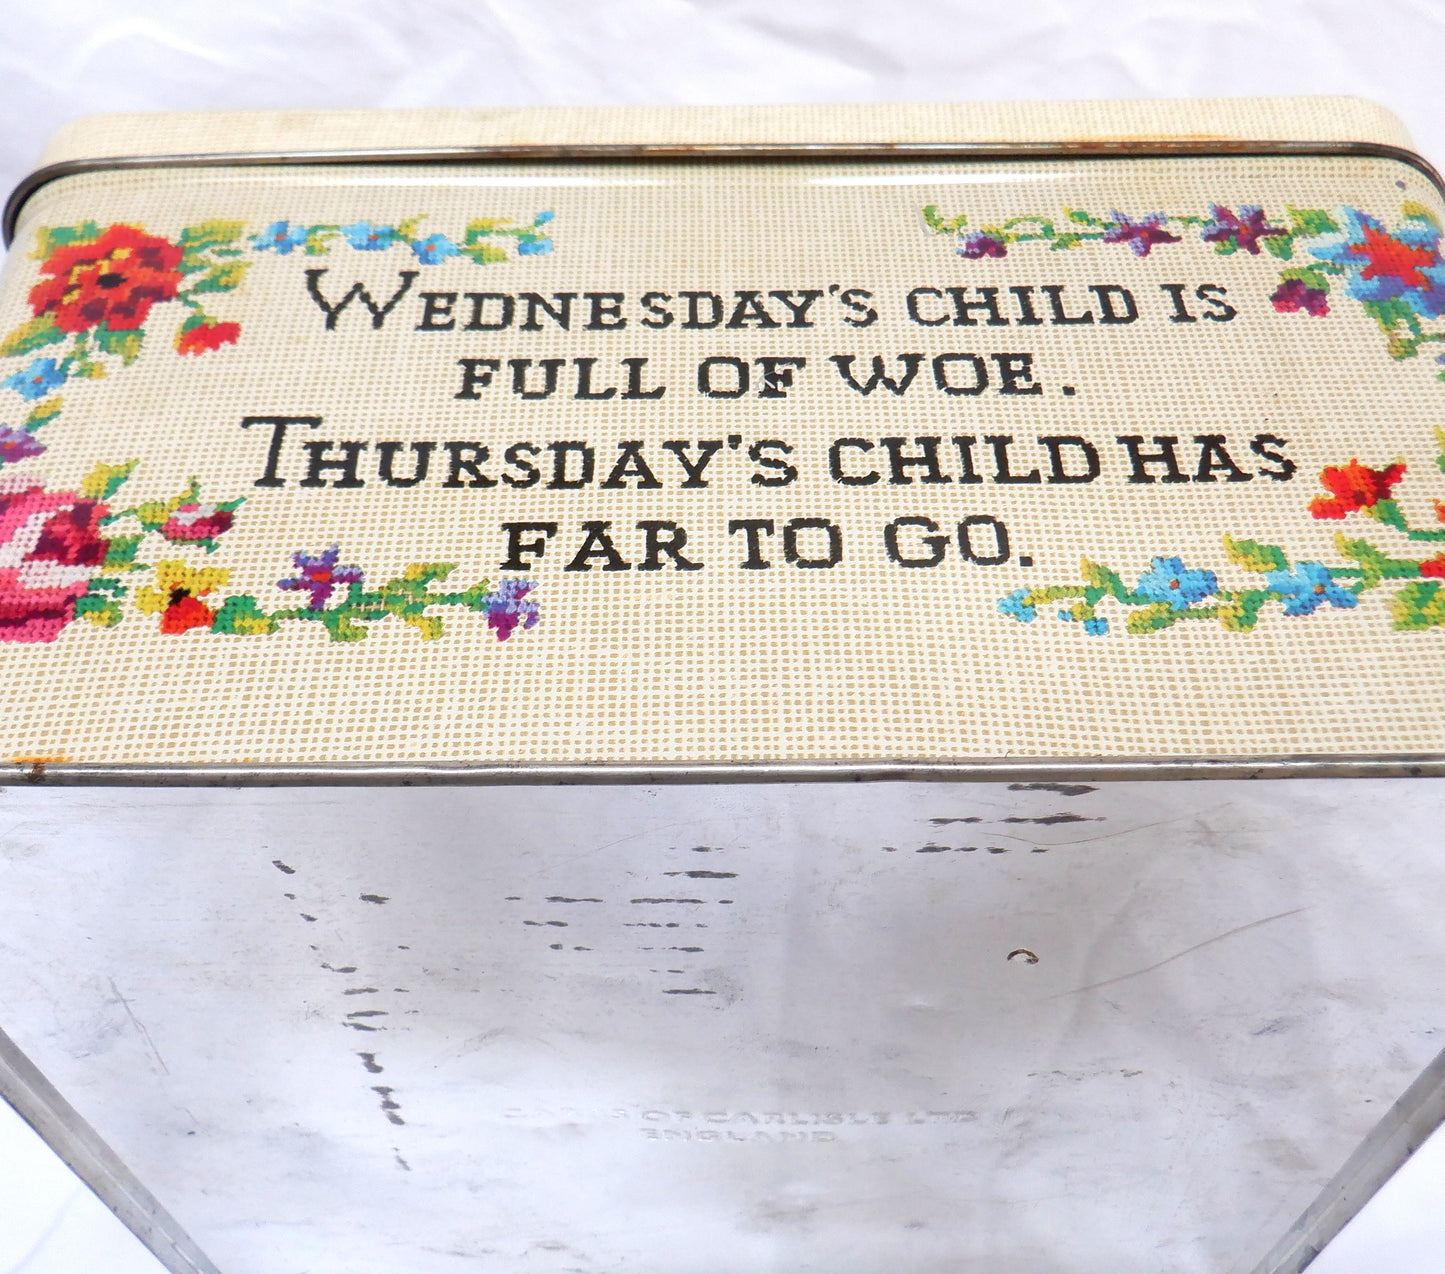 WEDNESDAY'S CHILD IS
FULL OF WOE.
THURSDAY'S CHILD HAS
FAR TO GO.
OF CARLISLE LTD
ENGLAND